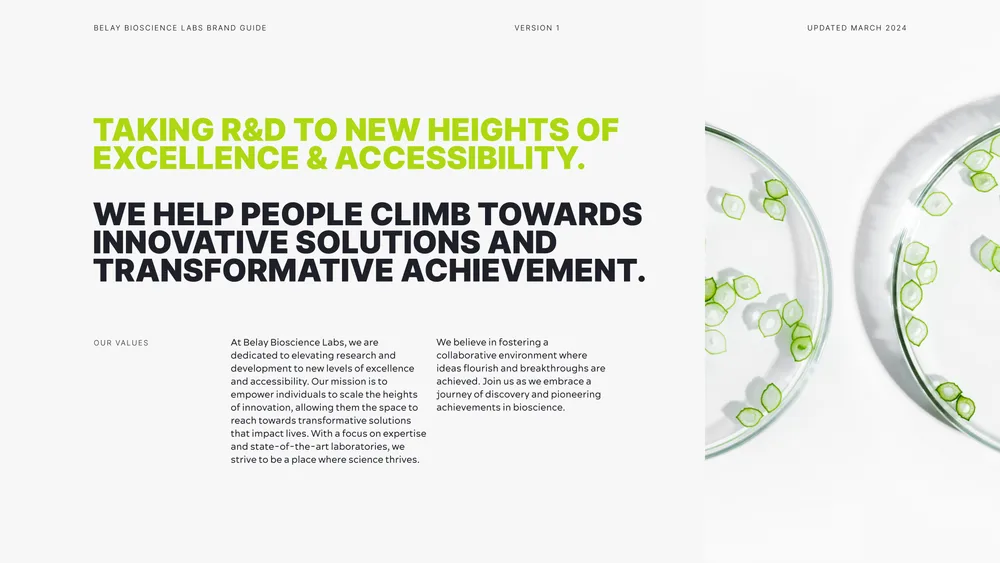 BELAY BIOSCIENCE LABS BRAND GUIDE
VERSION 1
UPDATED MARCH 2024
TAKING R&D TO NEW HEIGHTS OF
EXCELLENCE & ACCESSIBILITY.
WE HELP PEOPLE CLIMB TOWARDS
INNOVATIVE SOLUTIONS AND
TRANSFORMATIVE ACHIEVEMENT.
OUR VALUES
At Belay Bioscience Labs, we are
dedicated to elevating research and
development to new levels of excellence
and accessibility. Our mission is to
empower individuals to scale the heights
of innovation, allowing them the space to
reach towards transformative solutions
that impact lives. With a focus on expertise
and state-of-the-art laboratories, we
strive to be a place where science thrives.
We believe in fostering a
collaborative environment where
ideas flourish and breakthroughs are
achieved. Join us as we embrace a
journey of discovery and pioneering
achievements in bioscience.